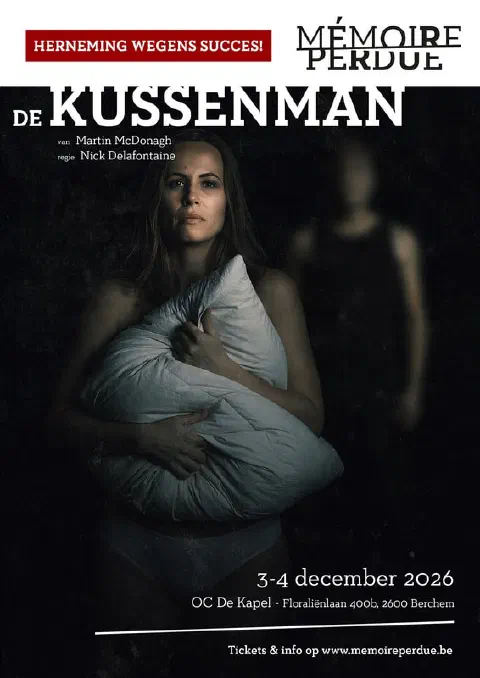 HERNEMING WEGENS SUCCES!
MÉMOIRE
PERDUE
DE KUSSENMAN
van Martin McDonagh
regie Nick Delafontaine
3-4 december 2026
OC De Kapel - Floraliënlaan 400b, 2600 Berchem
Tickets & info op www.memoireperdue.be